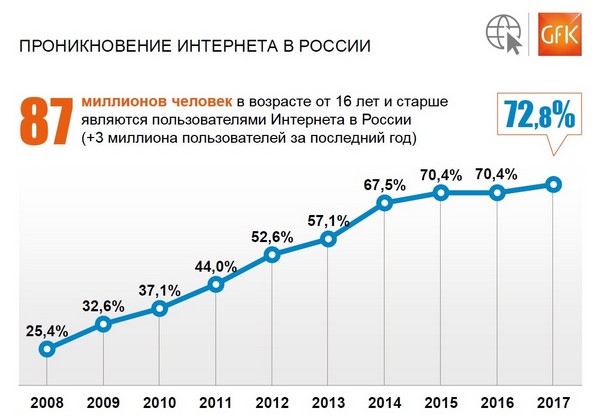 ПРОНИКНОВЕНИЕ ИНТЕРНЕТА В РОССИИ
GFK
87 миллионов человек в возрасте от 16 лет и старше
являются пользователями Интернета в России
(+3 миллиона пользователей за последний год)
72,8%
25,4%
32,6%
37,1%
44,0%
52,6%
57,1%
67,5%
70,4%
70,4%
2008 2009 2010 2011 2012 2013 2014 2015 2016 2017